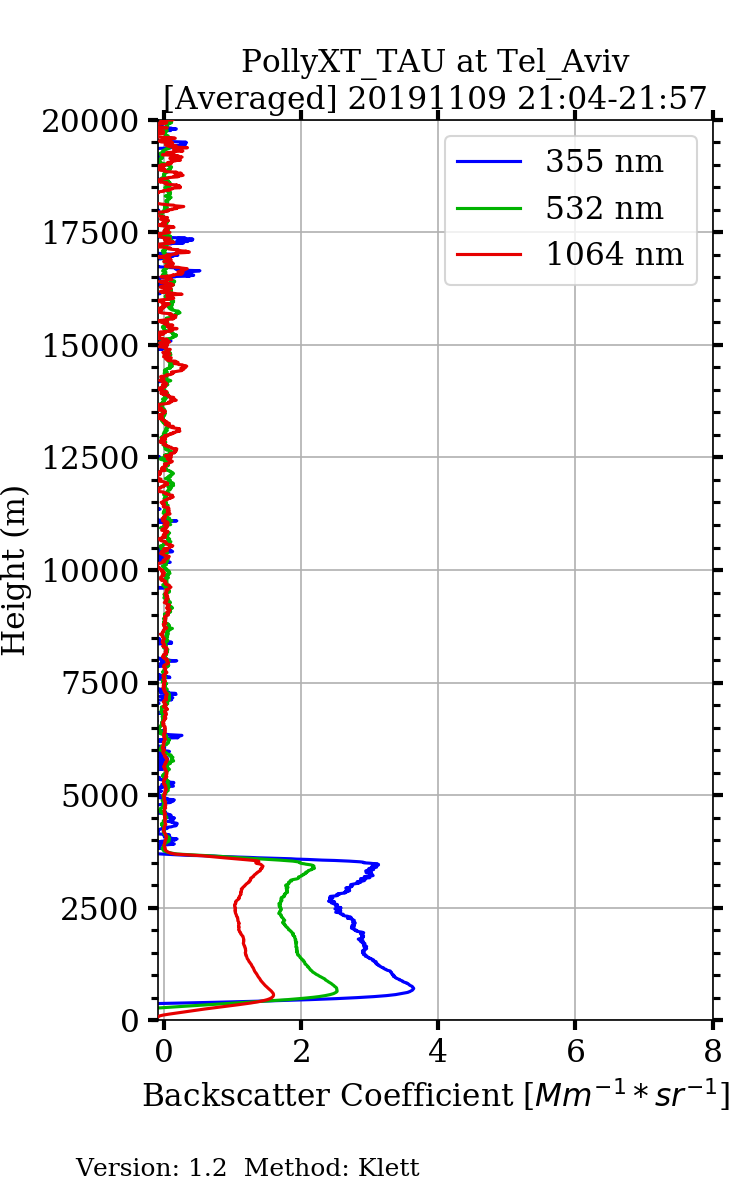 PollyXT_TAU at Tel_Aviv
[Averaged] 20191109 21:04-21:57
355 nm
532 nm
1064 nm
20000
17500
15000
12500
10000
7500
5000
2500
0
Height (m)
0 2 4 6 8
Backscatter Coefficient [Mm⁻¹*sr⁻¹]
Version: 1.2 Method: Klett